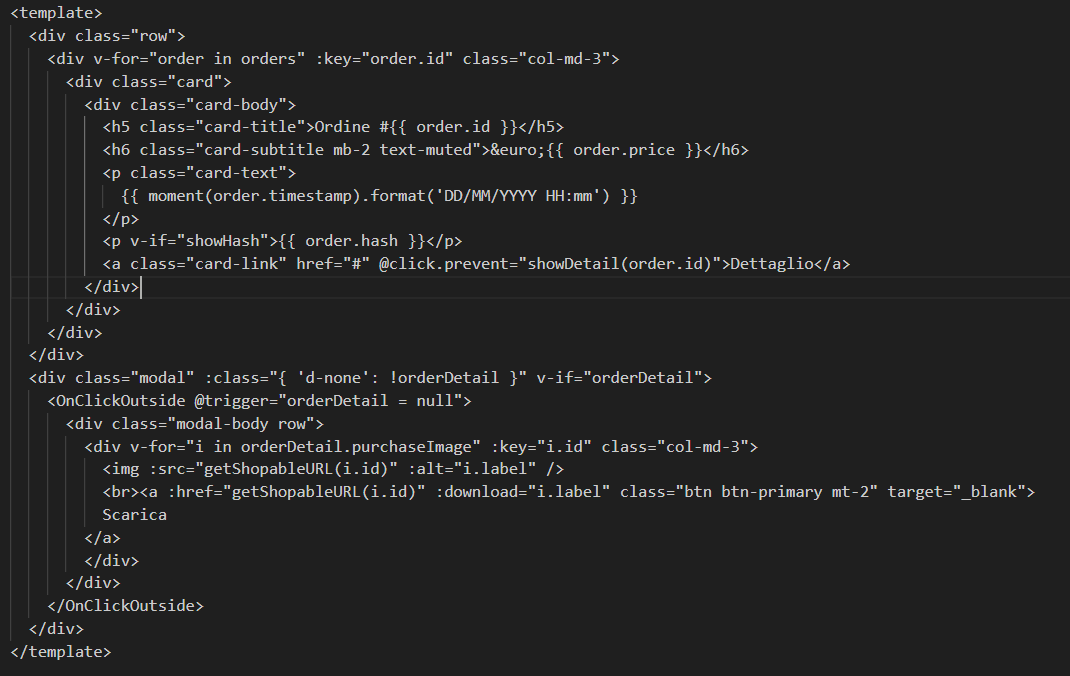 <template>
<div class="row">
<div v-for="order in orders" :key="order.id" class="col-md-3">
<div class="card">
<div class="card-body">
<h5 class="card-title">Ordine #{{ order.id }}</h5>
<h6 class="card-subtitle mb-2 text-muted">&euro;{{ order.price }}</h6>
<p class="card-text">
{{ moment(order.timestamp).format('DD/MM/YYYY HH:mm') }}
</p>
<p v-if="showHash">{{ order.hash }}</p>
<a class="card-link" href="#" @click.prevent="showDetail(order.id)">Dettaglio</a>
</div>
</div>
</div>
</div>
<div class="modal" :class="{ 'd-none': !orderDetail }" v-if="orderDetail">
<OnClickOutside @trigger="orderDetail = null">
<div class="modal-body row">
<div v-for="i in orderDetail.purchaseImage" :key="i.id" class="col-md-3">
<img :src="getShopableURL(i.id)" :alt="i.label" />
<br><a :href="getShopableURL(i.id)" :download="i.label" class="btn btn-primary mt-2" target="_blank">
Scarica
</a>
</div>
</div>
</OnClickOutside>
</div>
</template>